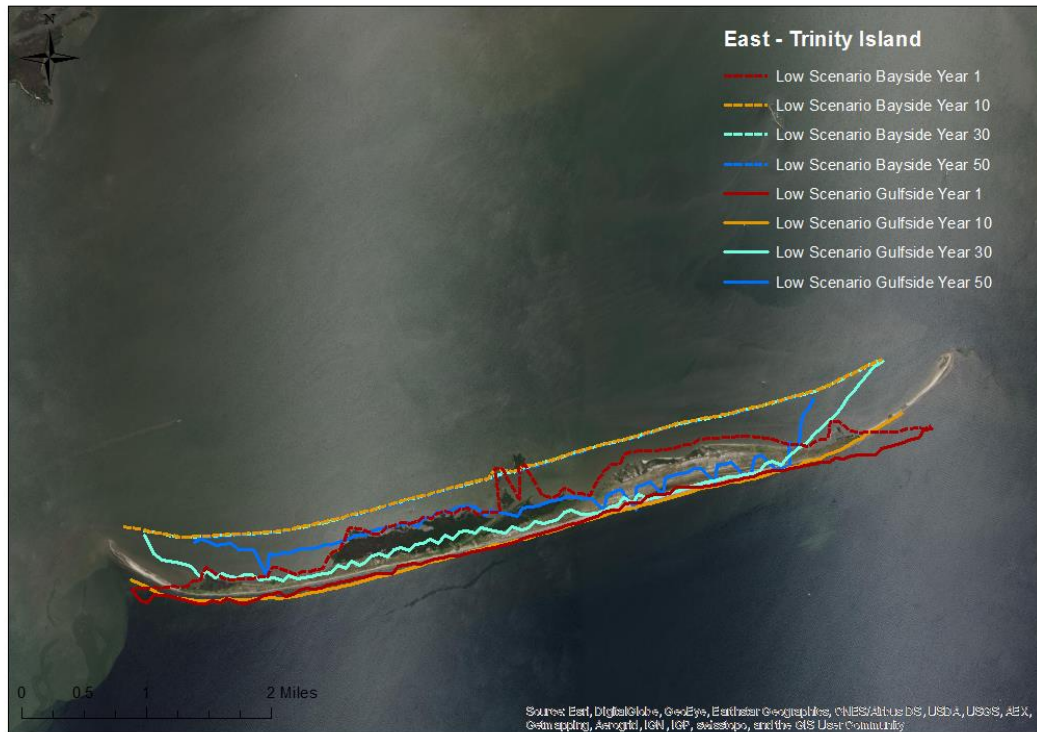 N
East - Trinity Island
Low Scenario Bayside Year 1
Low Scenario Bayside Year 10
Low Scenario Bayside Year 30
Low Scenario Bayside Year 50
Low Scenario Gulfside Year 1
Low Scenario Gulfside Year 10
Low Scenario Gulfside Year 30
Low Scenario Gulfside Year 50
0 0.5 1 2 Miles
Source: Esri, DigitalGlobe, GeoEye, Earthstar Geographics, CNES/Airbus DS, USDA, USGS, AEX,
Getmapping, Aerogrid, IGN, IGP, swisstopo, and the GIS User Community